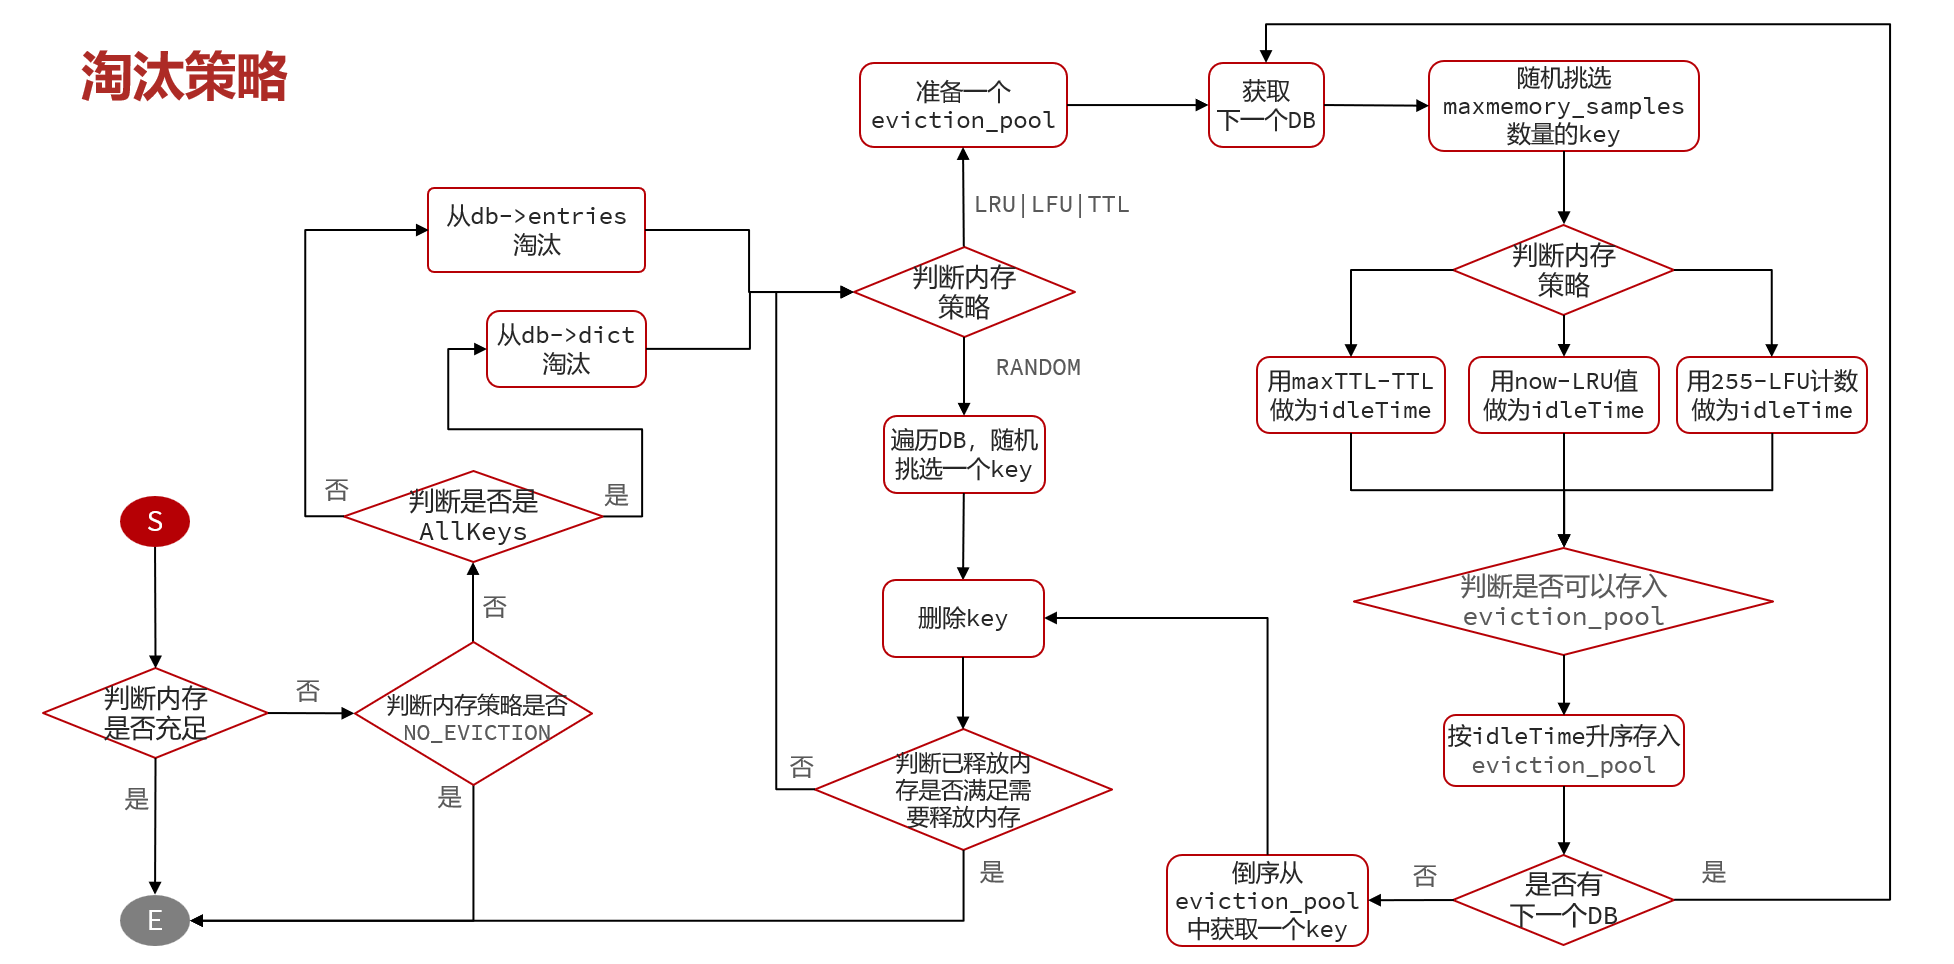 淘汰策略
准备一个
eviction_pool
获取
下一个DB
随机挑选
maxmemory_samples
数量的key
LRU|LFU|TTL
从db->entries
淘汰
判断内存
策略
判断内存
策略
从db->dict
淘汰
RANDOM
用maxTTL-TTL
做为idleTime
用now-LRU值
做为idleTime
用255-LFU计数
做为idleTime
遍历DB，随机
挑选一个key
否
判断是否是
AllKeys
是
S
否
判断是否可以存入
eviction_pool
删除key
判断内存
是否充足
否
判断内存策略是否
NO_EVICTION
按idleTime升序存入
eviction_pool
是
是
否
判断已释放内
存是否满足需
要释放内存
是
倒序从
eviction_pool
中获取一个key
否
是否有
下一个DB
是
E